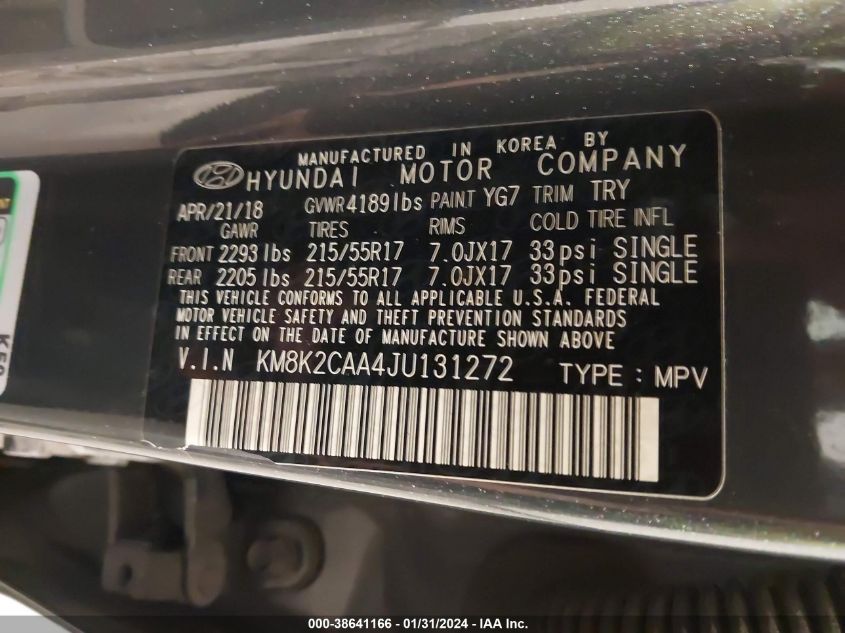 MANUFACTURED IN KOREA BY
HYUNDAI MOTOR COMPANY
APR/21/18 GVWR 4189 lbs PAINT YG7 TRIM TRY
GAWR TIRES RIMS COLD TIRE INFL
FRONT 2293 lbs 215/55R17 7.0JX17 33psi SINGLE
REAR 2205 lbs 215/55R17 7.0JX17 33psi SINGLE
THIS VEHICLE CONFORMS TO ALL APPLICABLE U.S.A. FEDERAL
MOTOR VEHICLE SAFETY AND THEFT PREVENTION STANDARDS
IN EFFECT ON THE DATE OF MANUFACTURE SHOWN ABOVE
V.I.N KM8K2CAA4JU131272 TYPE : MPV
000-38641166 - 01/31/2024 - IAA Inc.